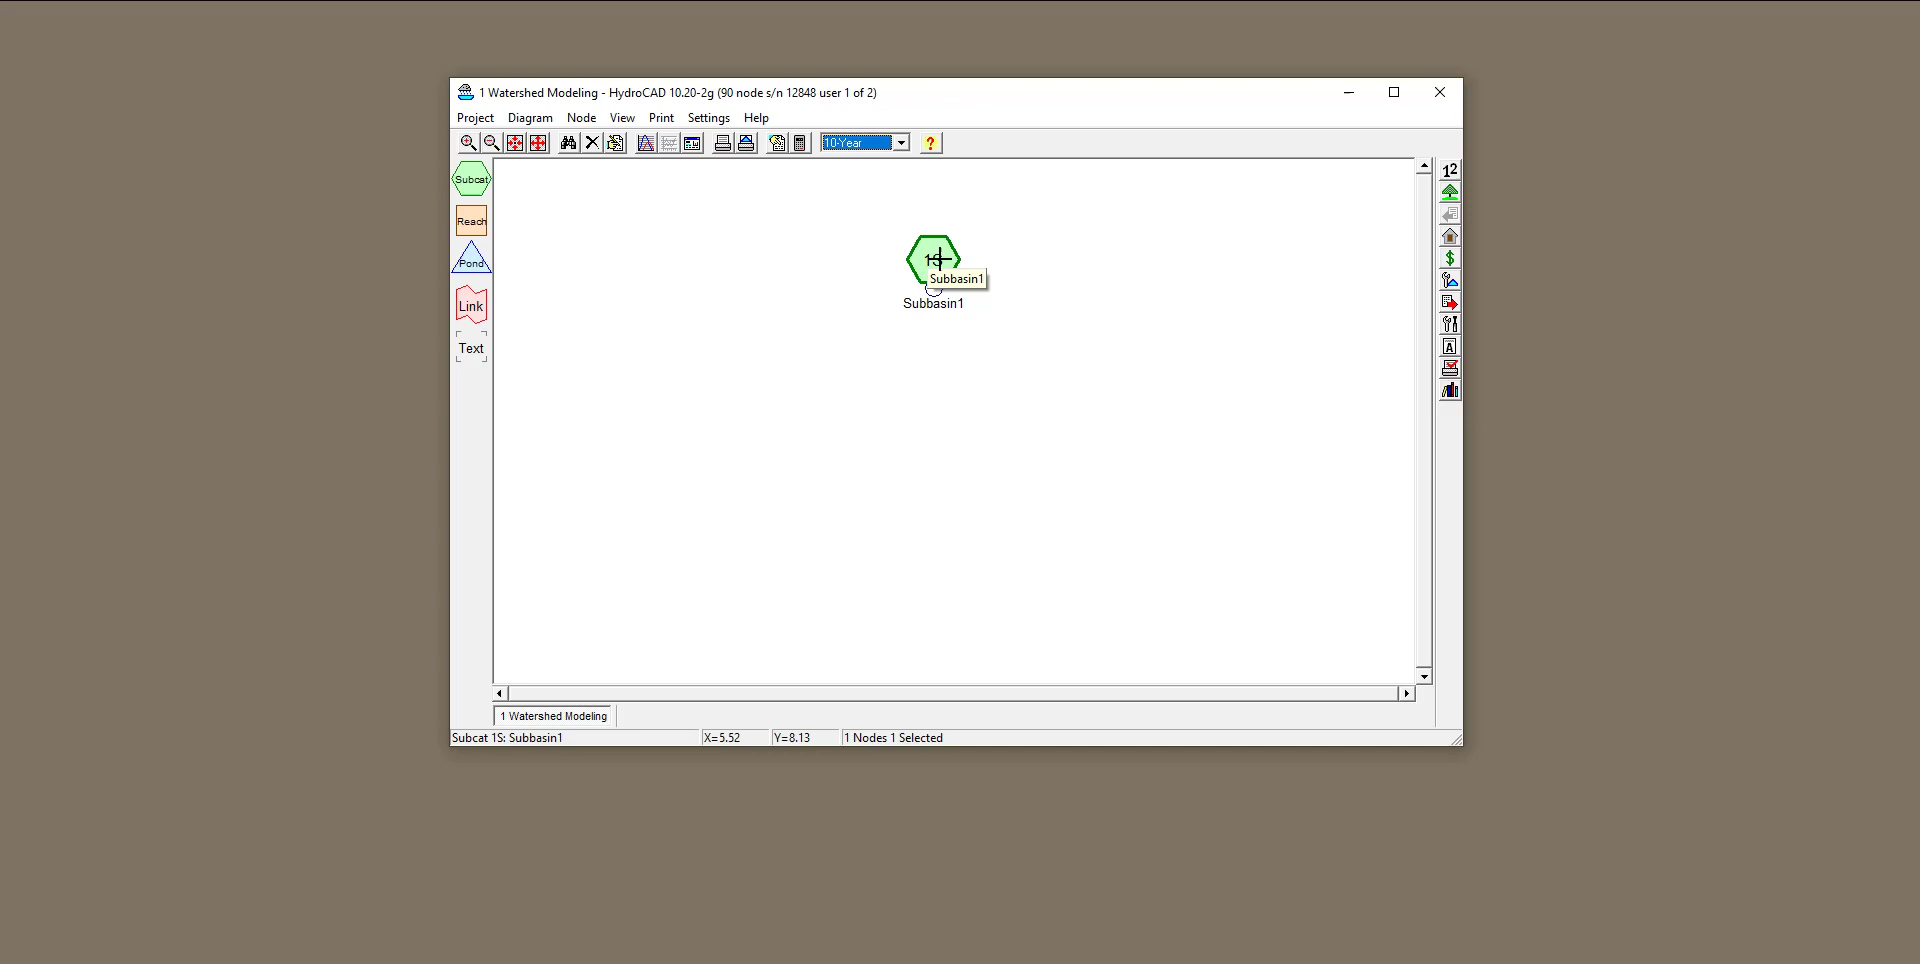 1 Watershed Modeling - HydroCAD 10.20-2g (90 node s/n 12848 user 1 of 2)
Project Diagram Node View Print Settings Help
10-Year ?
Subcat
Reach
Pond
Link
Text
1S
Subbasin1
Subbasin1
12
$
A
1 Watershed Modeling
Subcat 1S: Subbasin1 X=5.52 Y=8.13 1 Nodes 1 Selected